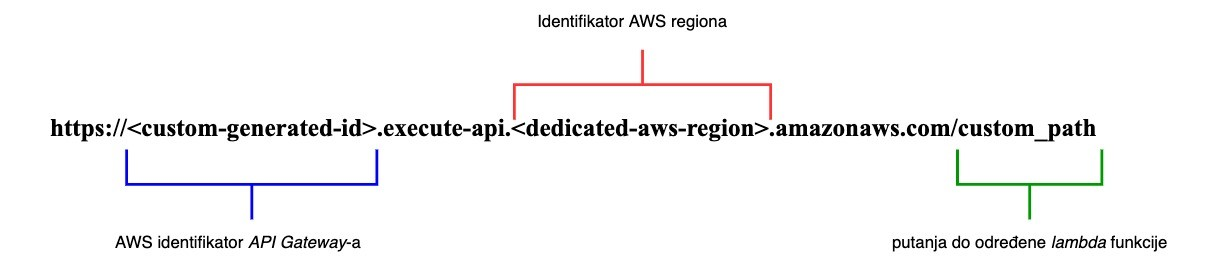 Identifikator AWS regiona
https://<custom-generated-id>.execute-api.<dedicated-aws-region>.amazonaws.com/custom_path
AWS identifikator API Gateway-a
putanja do određene lambda funkcije